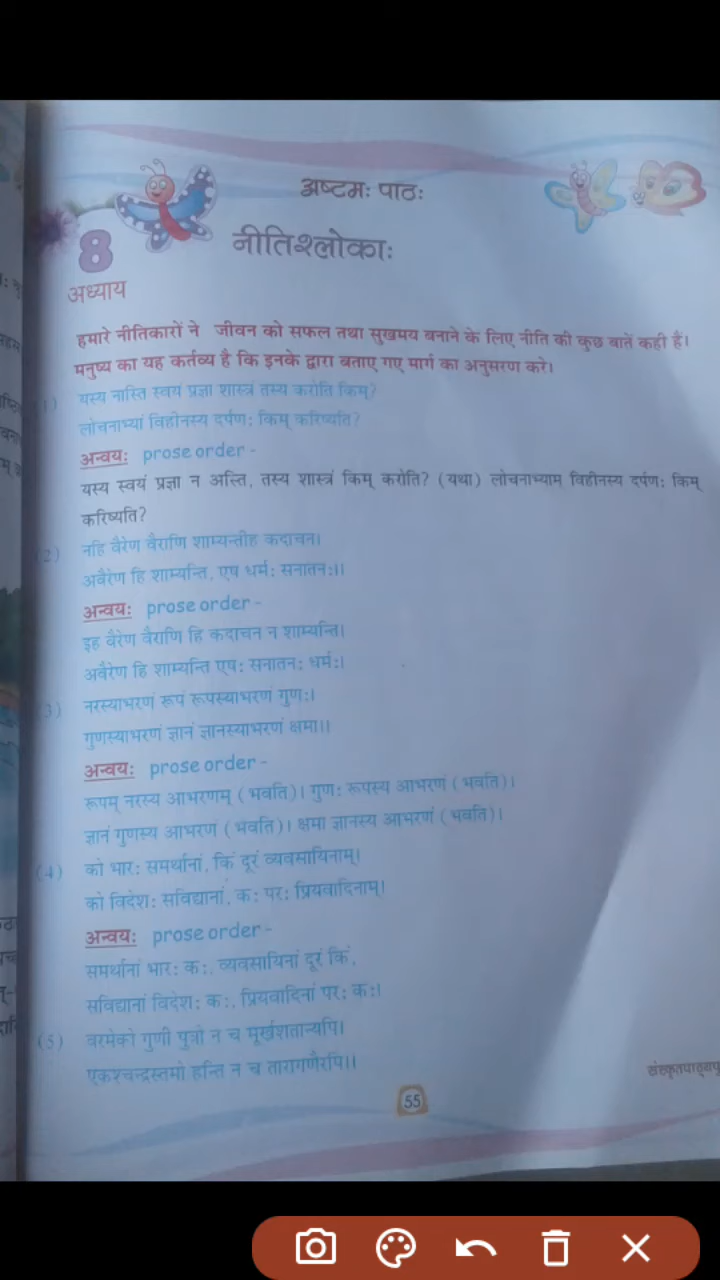 अष्टमः पाठः
8
नीतिश्लोकाः
अध्याय
हमारे नीतिकारों ने जीवन को सफल तथा सुखमय बनाने के लिए नीति की कुछ बातें कही हैं।
मनुष्य का यह कर्तव्य है कि इनके द्वारा बताए गए मार्ग का अनुसरण करे।
(1) यस्य नास्ति स्वयं प्रज्ञा शास्त्रं तस्य करोति किम्?
लोचनाभ्यां विहीनस्य दर्पणः किम् करिष्यति?
अन्वयः prose order -
यस्य स्वयं प्रज्ञा न अस्ति, तस्य शास्त्रं किम् करोति? (यथा) लोचनाभ्याम् विहीनस्य दर्पणः किम्
करिष्यति?
(2) नहि वैरेण वैराणि शाम्यन्तीह कदाचन।
अवैरेण हि शाम्यन्ति, एष धर्मः सनातनः।।
अन्वयः prose order -
इह वैरेण वैराणि हि कदाचन न शाम्यन्ति।
अवैरेण हि शाम्यन्ति एषः सनातनः धर्मः।
(3) नरस्याभरणं रूपं रूपस्याभरणं गुणः।
गुणस्याभरणं ज्ञानं ज्ञानस्याभरणं क्षमा।।
अन्वयः prose order -
रूपम् नरस्य आभरणम् (भवति)। गुणः रूपस्य आभरणं (भवति)।
ज्ञानं गुणस्य आभरणं (भवति)। क्षमा ज्ञानस्य आभरणं (भवति)।
(4) को भारः समर्थानां, किं दूरं व्यवसायिनाम्।
को विदेशः सविद्यानां, कः परः प्रियवादिनाम्।
अन्वयः prose order -
समर्थानां भारः कः, व्यवसायिनां दूरं किं,
सविद्यानां विदेशः कः, प्रियवादिनां परः कः।
(5) वरमेको गुणी पुत्रो न च मूर्खशतान्यपि।
एकश्चन्द्रस्तमो हन्ति न च तारागणैरपि।।
55